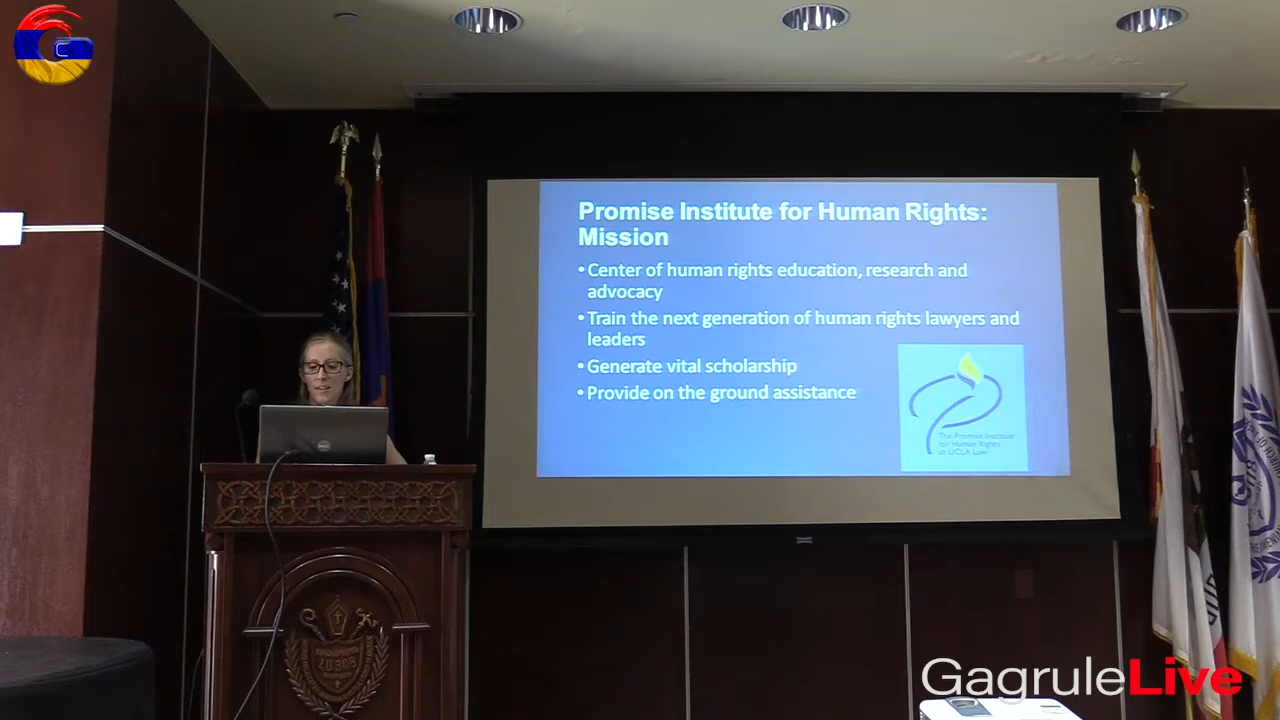 Promise Institute for Human Rights:
Mission
•Center of human rights education, research and
advocacy
•Train the next generation of human rights lawyers and
leaders
•Generate vital scholarship
•Provide on the ground assistance
The Promise Institute
for Human Rights
at UCLA Law
DELL
GagruleLive